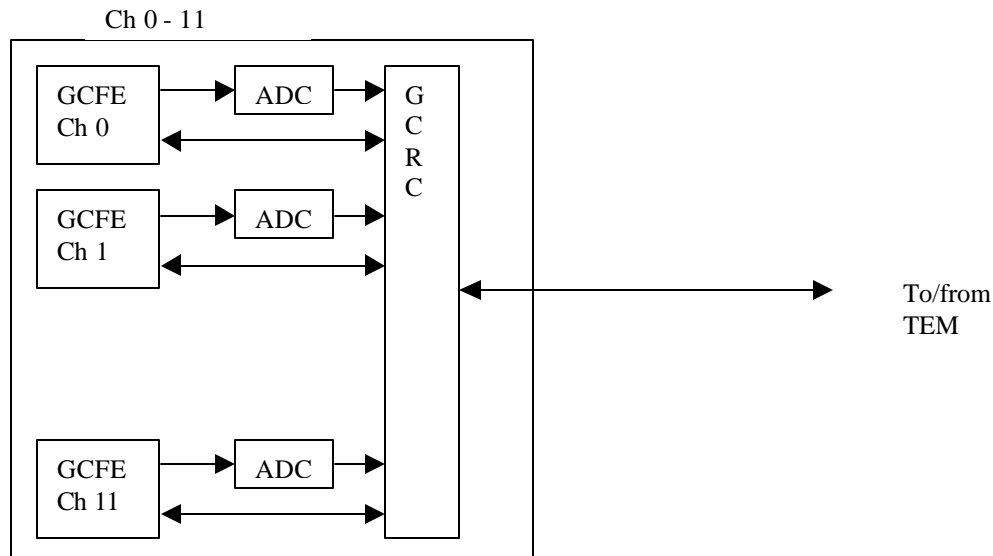 Ch 0 - 11
GCFE
Ch 0
ADC
G
C
R
C
GCFE
Ch 1
ADC
To/from
TEM
GCFE
Ch 11
ADC